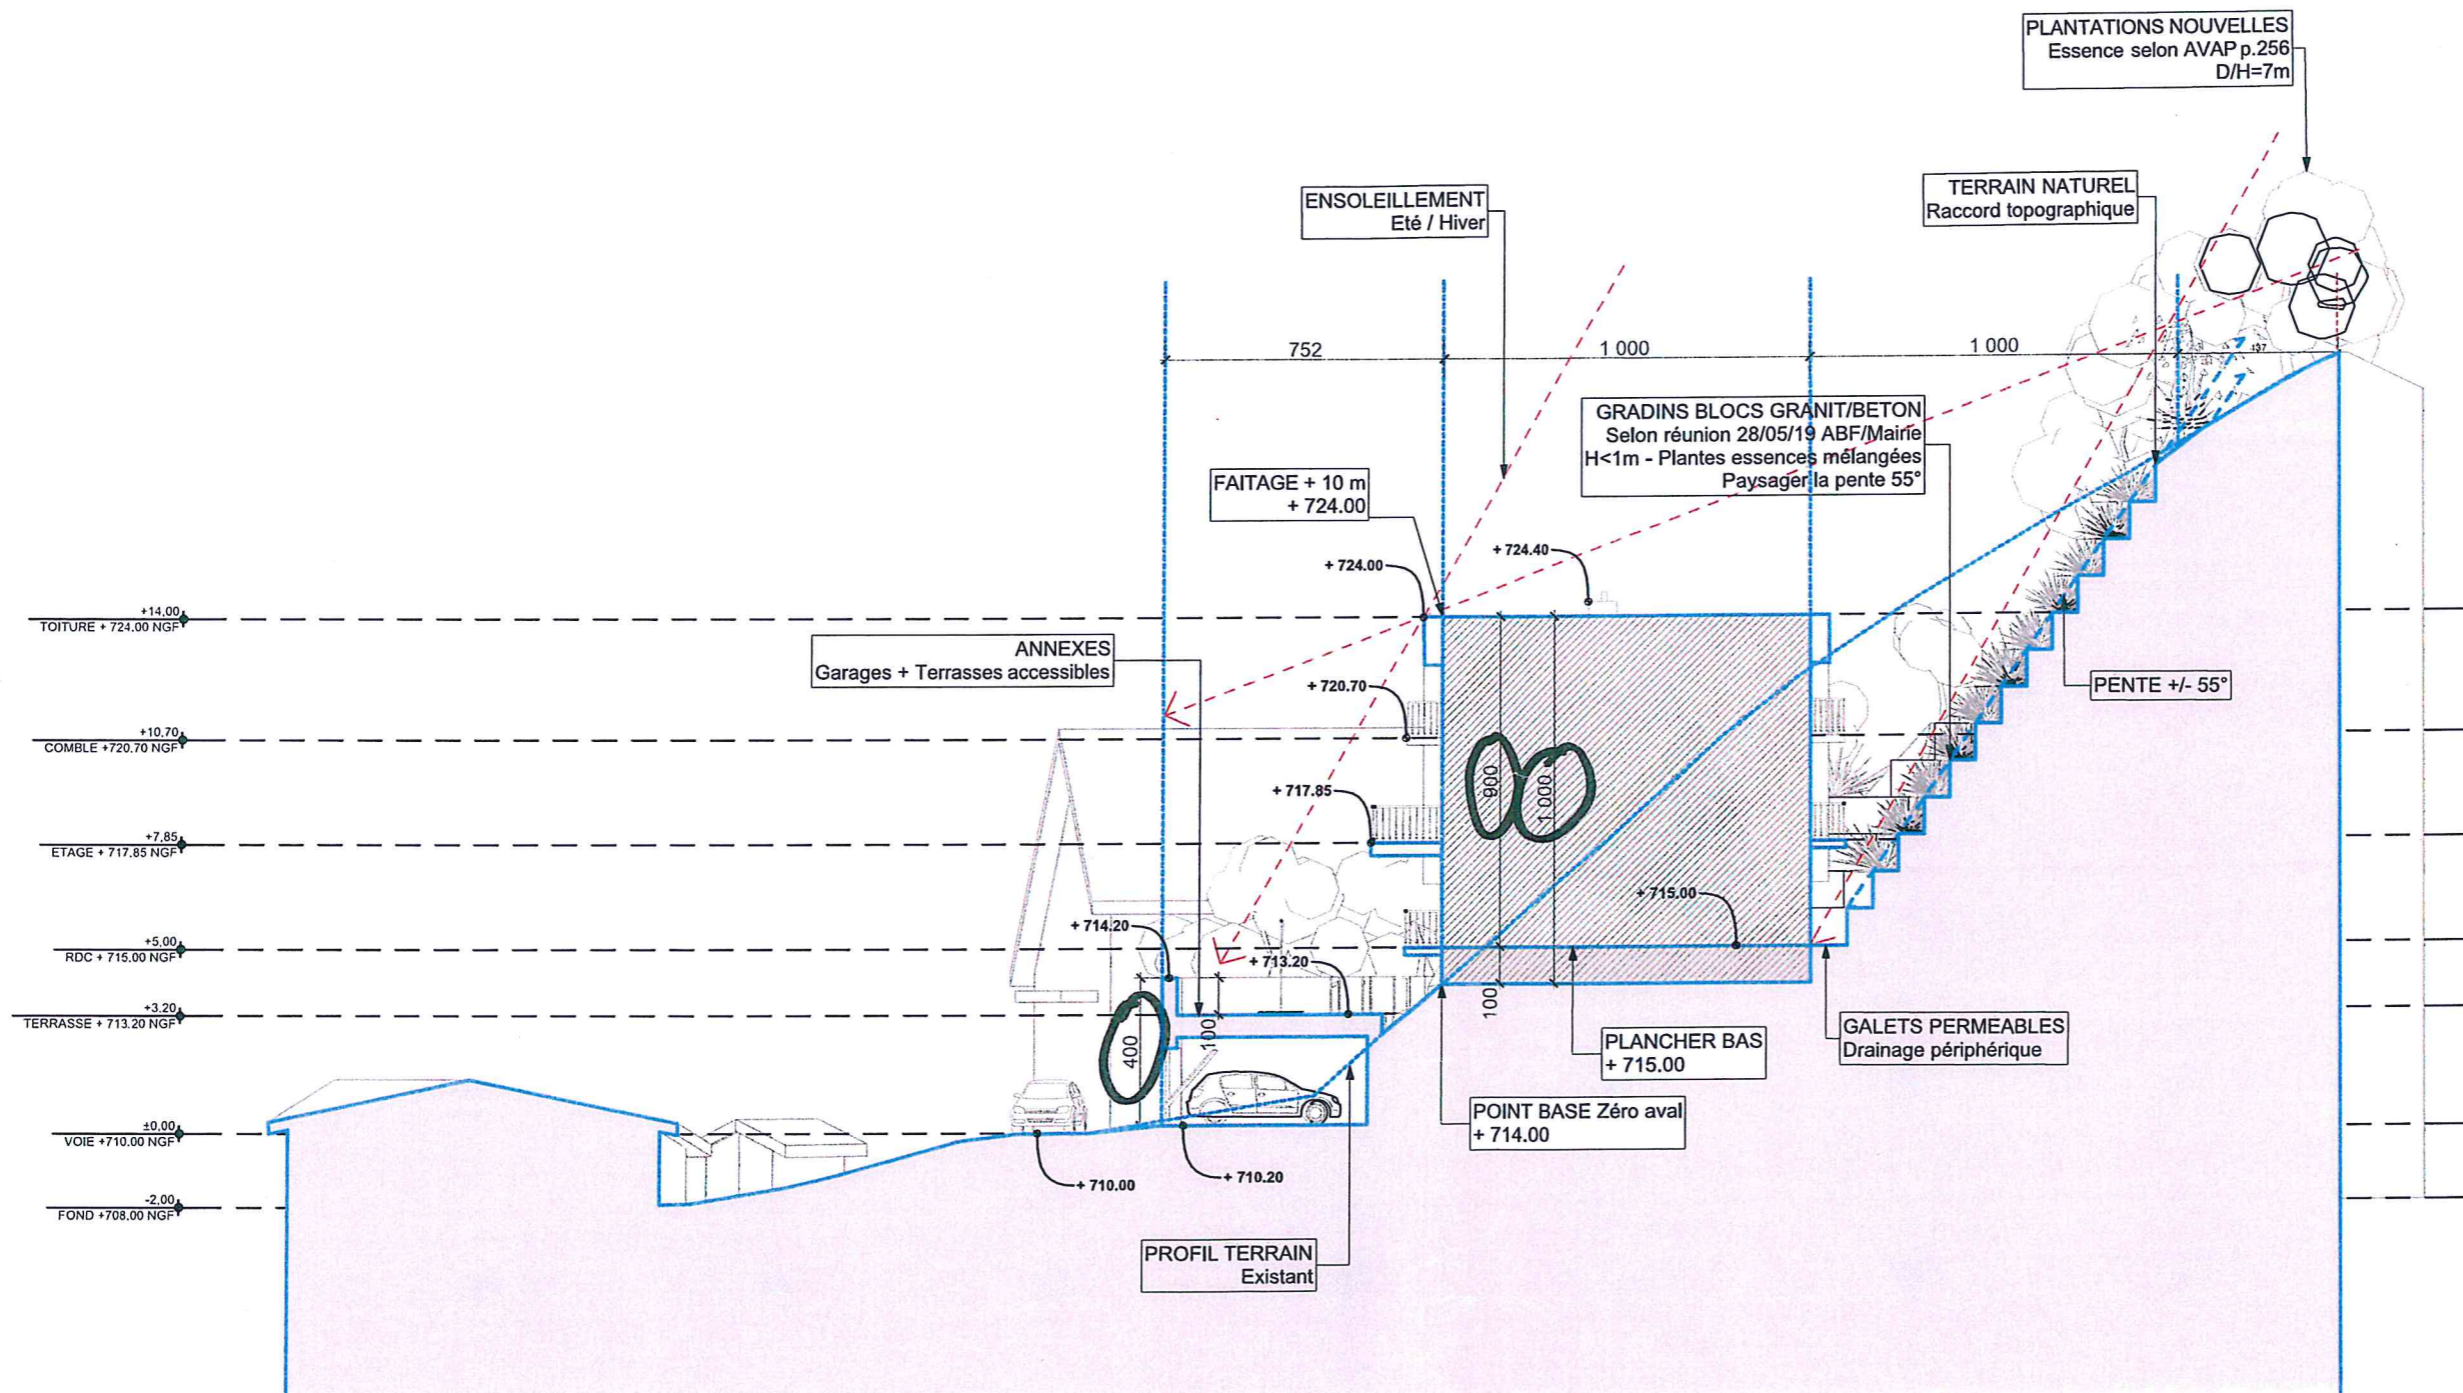 PLANTATIONS NOUVELLES
Essence selon AVAP p.256
D/H=7m
TERRAIN NATUREL
Raccord topographique
ENSOLEILLEMENT
Eté / Hiver
752
1 000
1 000
GRADINS BLOCS GRANIT/BETON
Selon réunion 28/05/19 ABF/Mairie
H<1m - Plantes essences mélangées
Paysager la pente 55°
FAITAGE + 10 m
+ 724.00
+ 724.40
+ 724.00
+14,00
TOITURE + 724.00 NGF
ANNEXES
Garages + Terrasses accessibles
+ 720.70
PENTE +/- 55°
+10,70
COMBLE +720.70 NGF
900
1 000
+ 717.85
+7,85
ETAGE + 717.85 NGF
+ 715.00
+ 714.20
+5,00
RDC + 715.00 NGF
+ 713.20
+3.20
TERRASSE + 713.20 NGF
400
100
100
PLANCHER BAS
+ 715.00
GALETS PERMEABLES
Drainage périphérique
POINT BASE Zéro aval
+ 714.00
±0,00
VOIE +710.00 NGF
+ 710.00
+ 710.20
-2,00
FOND +708.00 NGF
PROFIL TERRAIN
Existant